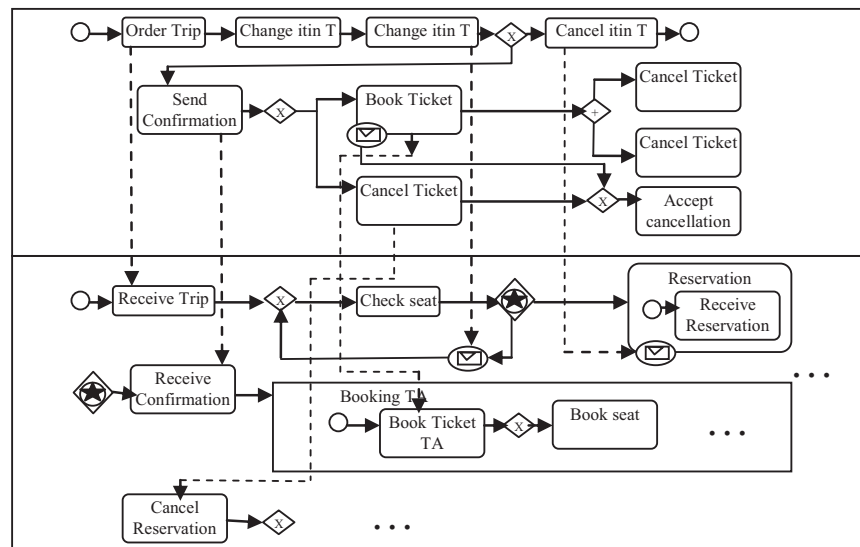 Order Trip
Change itin T
Change itin T
X
Cancel itin T
Send
Confirmation
X
Book Ticket
+
Cancel Ticket
Cancel Ticket
Cancel Ticket
X
Accept
cancellation
Receive Trip
X
Check seat
Reservation
Receive
Reservation
Receive
Confirmation
Booking TA
Book Ticket
TA
X
Book seat
...
...
Cancel
Reservation
X
...